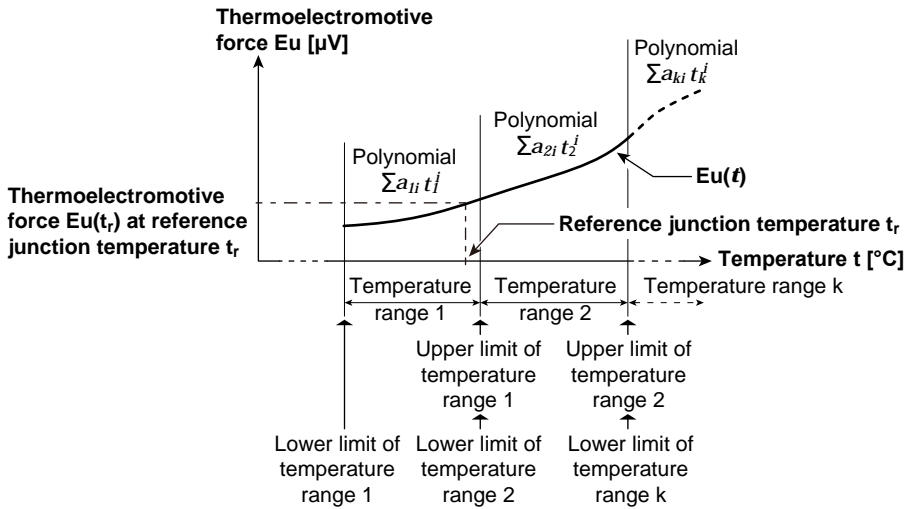 Thermoelectromotive
force Eu [µV]
Polynomial
∑a_ki t_k^i
Polynomial
∑a_2i t_2^i
Polynomial
∑a_1i t_1^i
Eu(t)
Thermoelectromotive
force Eu(t_r) at reference
junction temperature t_r
Reference junction temperature t_r
Temperature t [°C]
Temperature
range 1
Temperature
range 2
Temperature range k
Upper limit of
temperature
range 1
Upper limit of
temperature
range 2
Lower limit of
temperature
range 1
Lower limit of
temperature
range 2
Lower limit of
temperature
range k